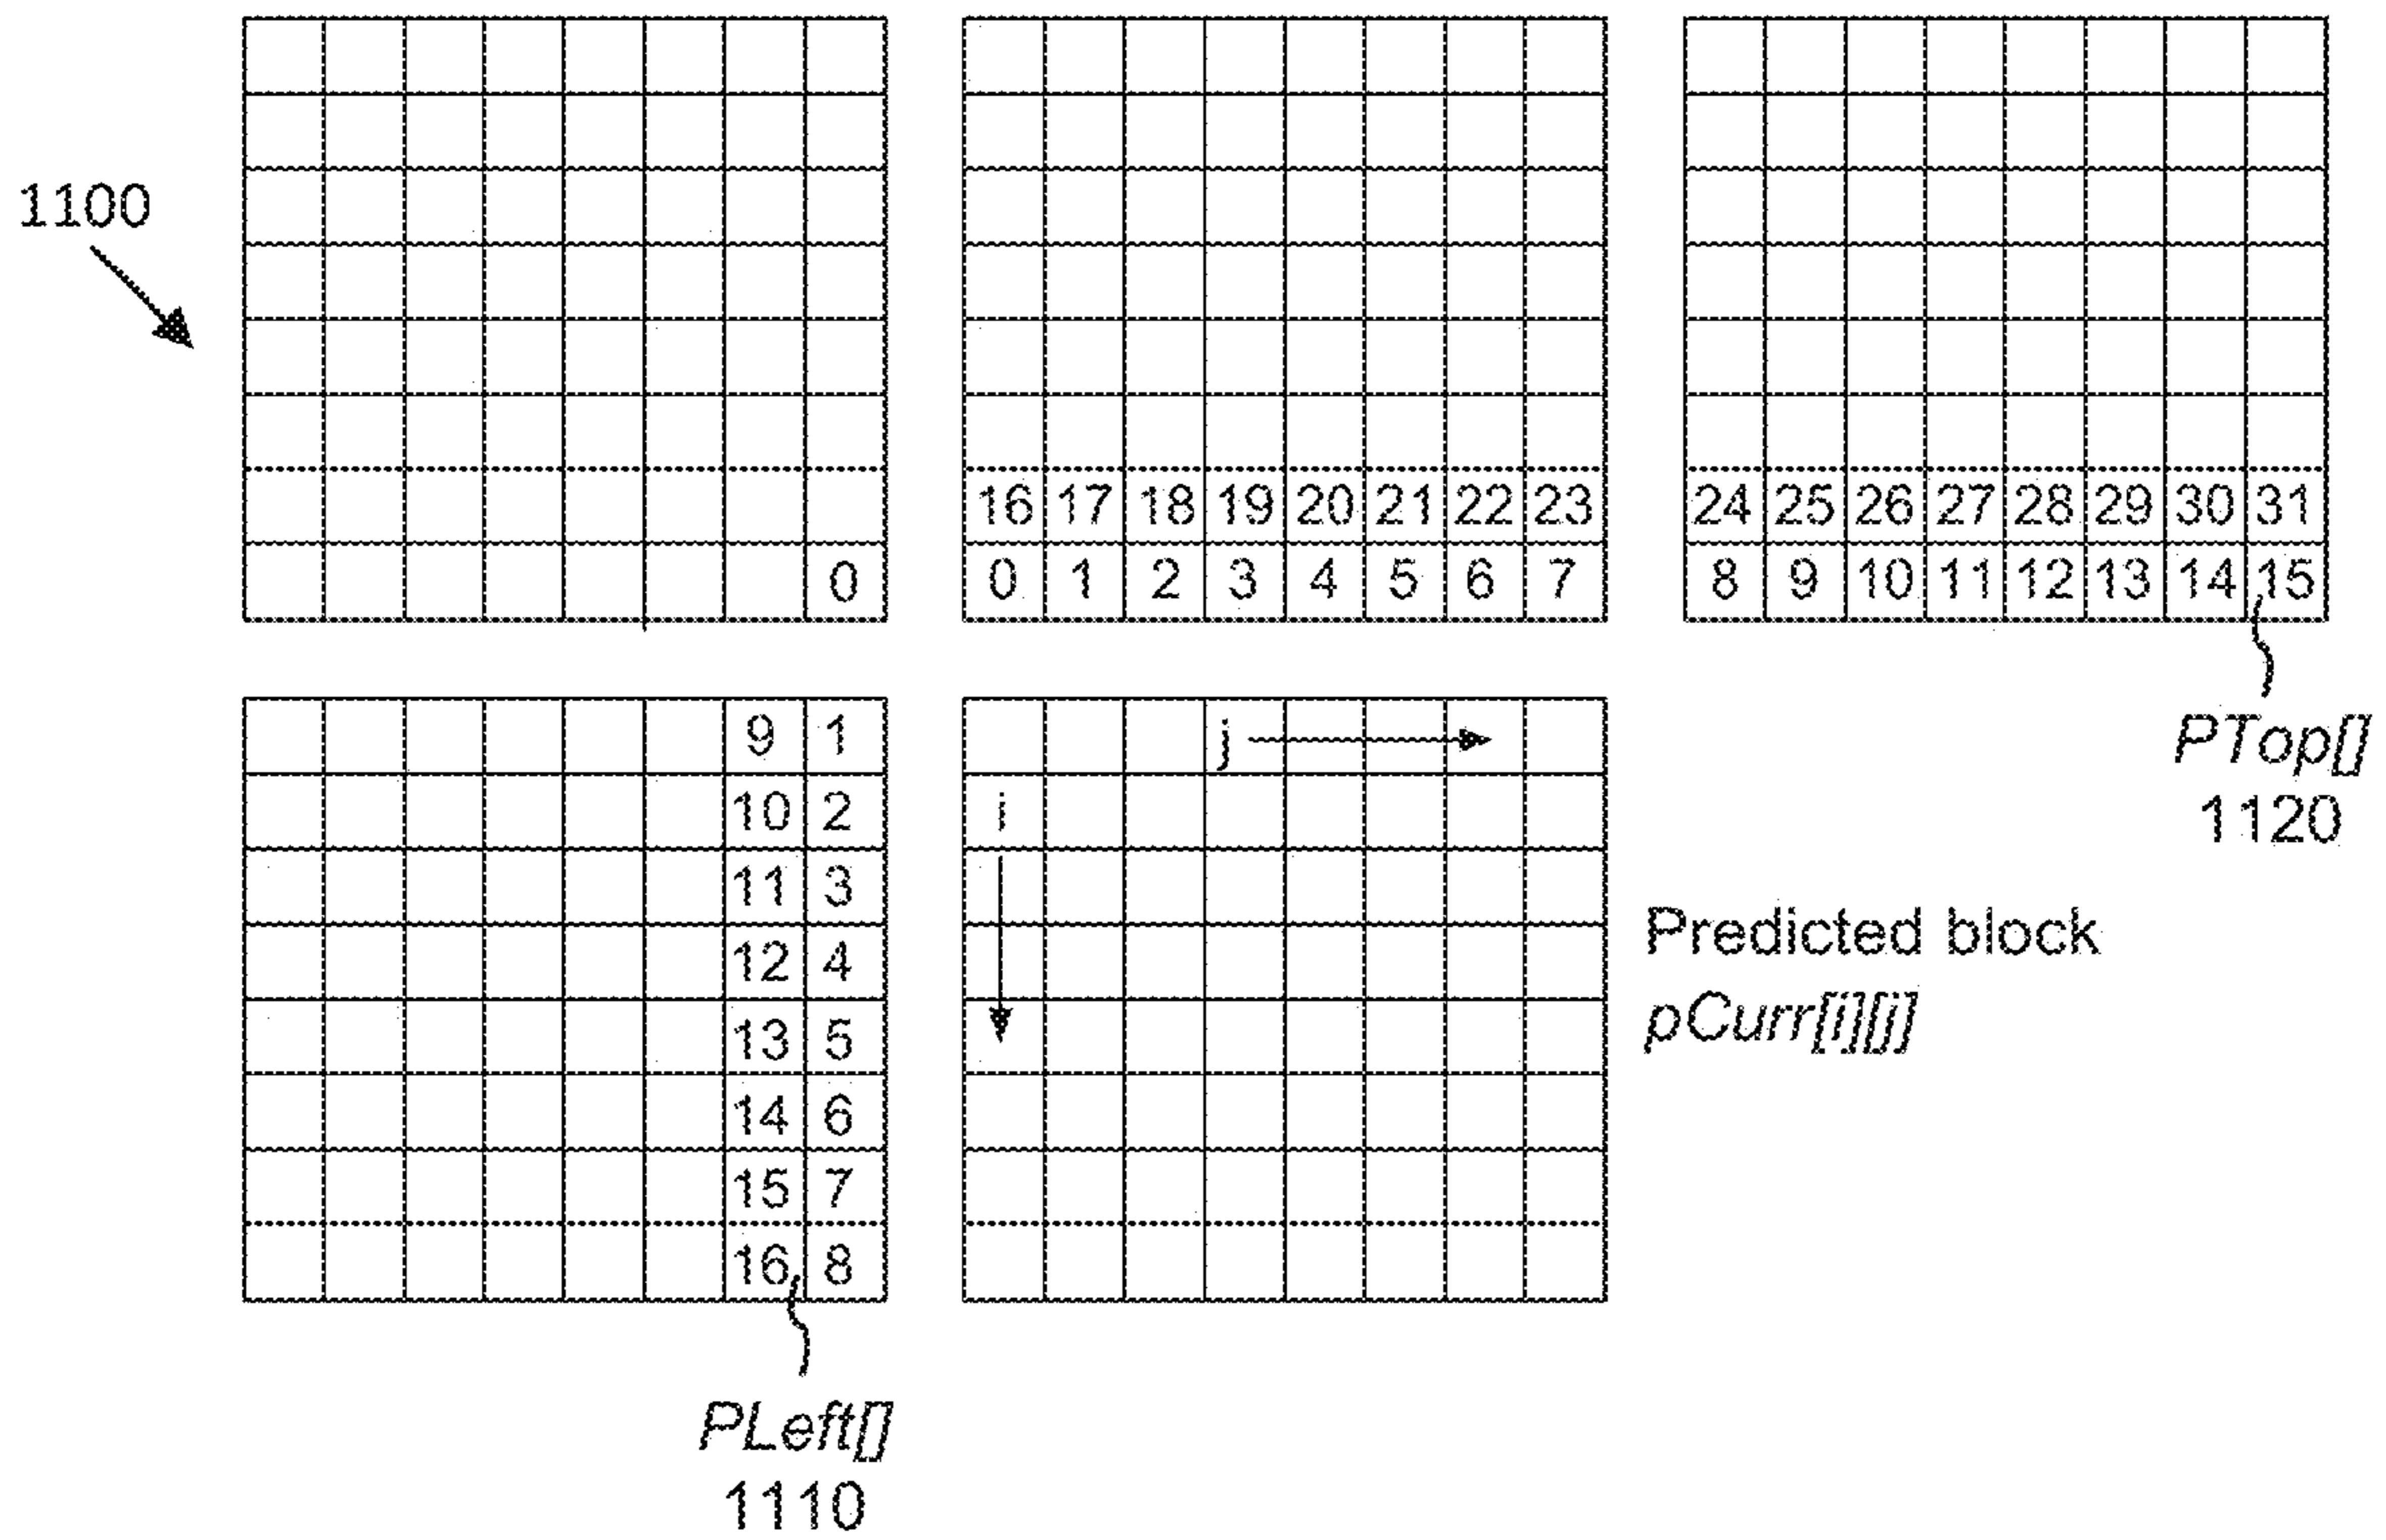 1100
16 17 18 19 20 21 22 23
24 25 26 27 28 29 30 31
0
0 1 2 3 4 5 6 7
8 9 10 11 12 13 14 15
PTop[]
1120
9 1
10 2
11 3
12 4
13 5
14 6
15 7
16 8
j
i
Predicted block
pCurr[i][j]
PLeft[]
1110